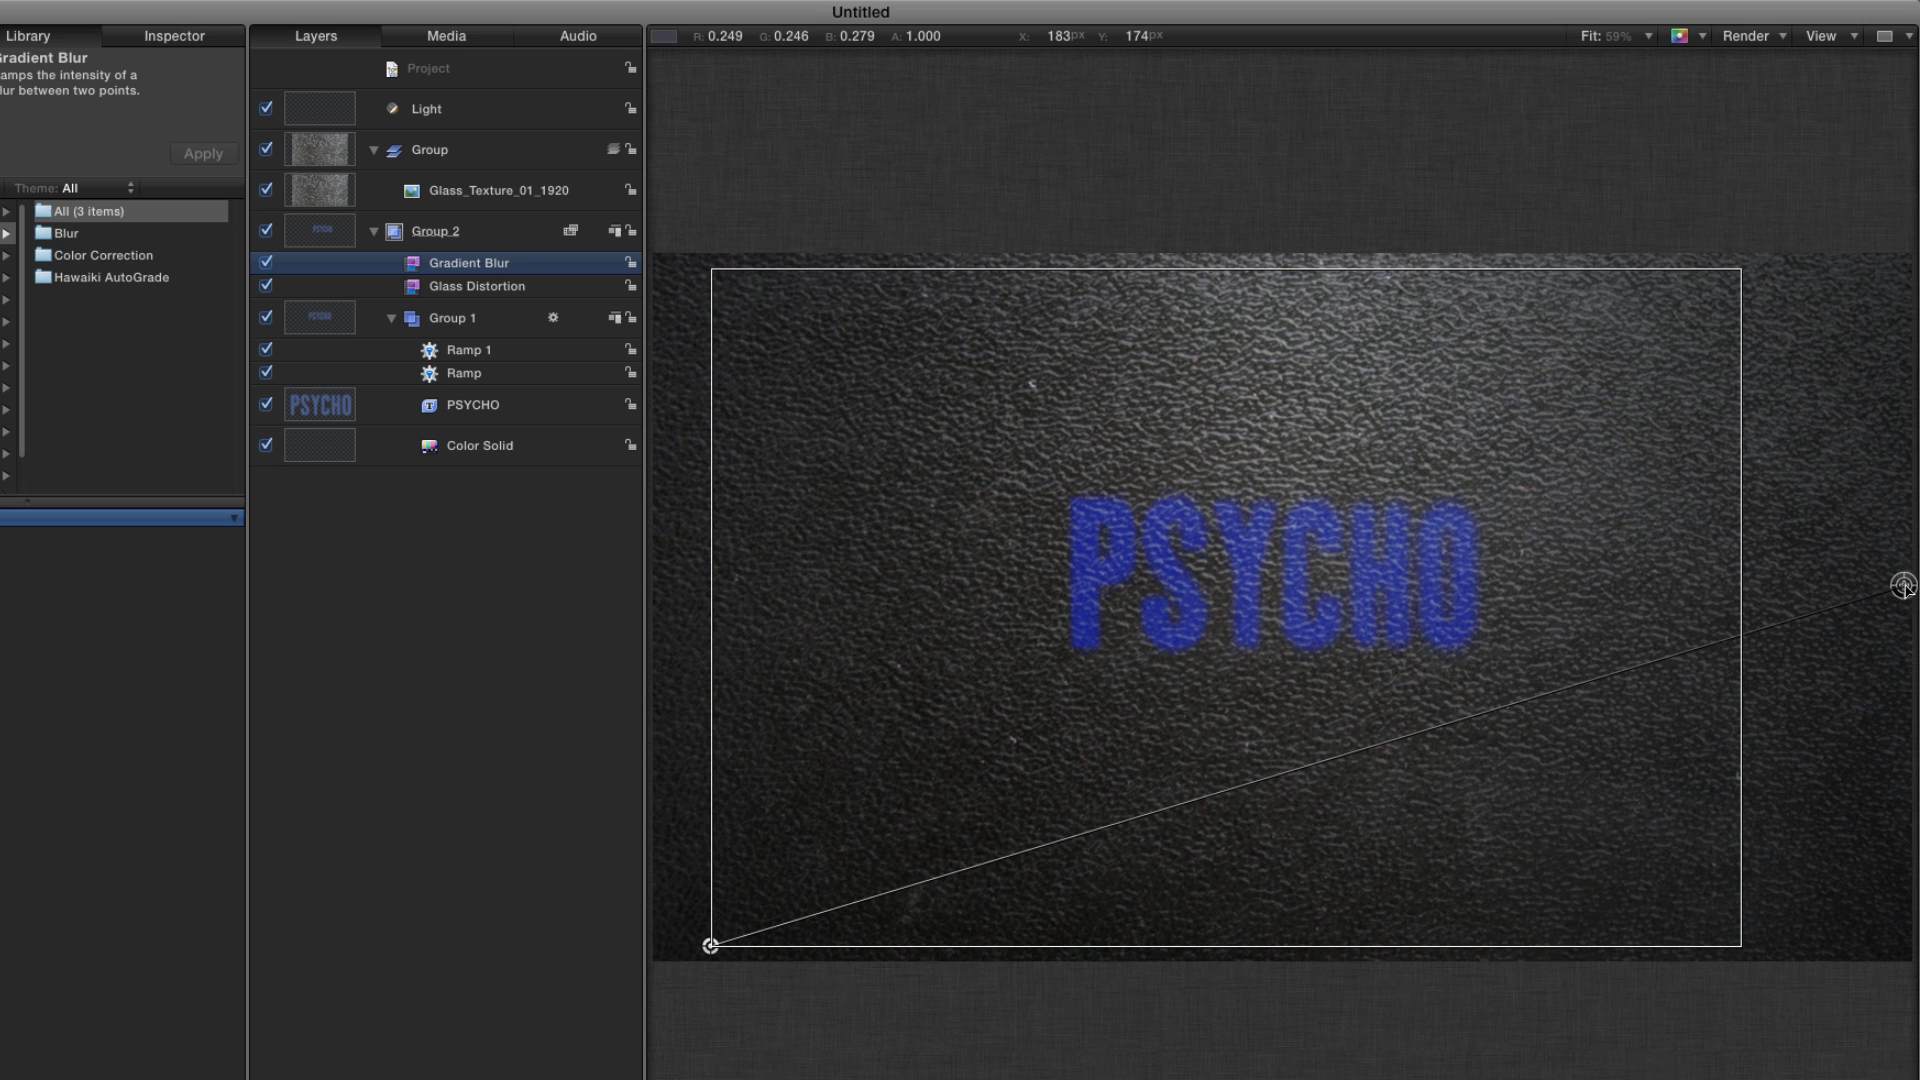 Untitled
Library
Inspector
Layers
Media
Audio
R: 0.249 G: 0.246 B: 0.279 A: 1.000 X: 183px Y: 174px
Fit: 59%
Render
View
Gradient Blur
amps the intensity of a
lur between two points.
Apply
Theme: All
All (3 items)
Blur
Color Correction
Hawaiki AutoGrade
Project
Light
Group
Glass_Texture_01_1920
Group 2
Gradient Blur
Glass Distortion
Group 1
Ramp 1
Ramp
PSYCHO
PSYCHO
Color Solid
PSYCHO